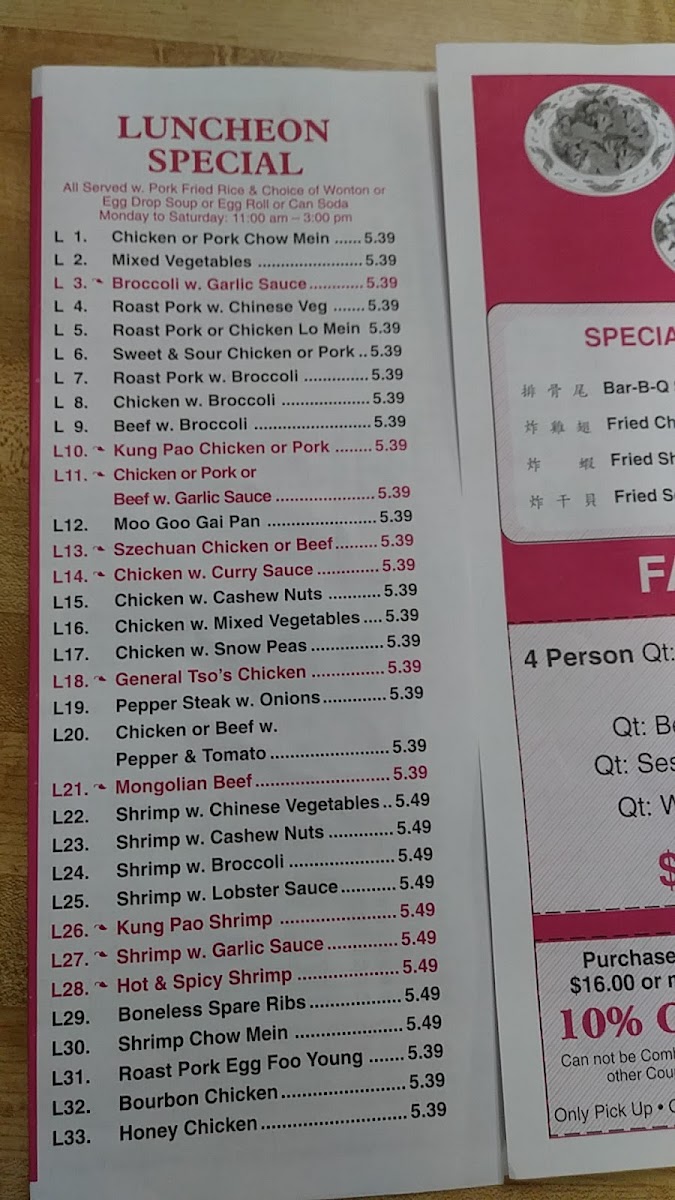 LUNCHEON
SPECIAL
All Served w. Pork Fried Rice & Choice of Wonton or
Egg Drop Soup or Egg Roll or Can Soda
Monday to Saturday: 11:00 am – 3:00 pm
L 1. Chicken or Pork Chow Mein ......5.39
L 2. Mixed Vegetables .......................5.39
L 3. Broccoli w. Garlic Sauce............5.39
L 4. Roast Pork w. Chinese Veg .......5.39
L 5. Roast Pork or Chicken Lo Mein 5.39
L 6. Sweet & Sour Chicken or Pork ..5.39
L 7. Roast Pork w. Broccoli ..............5.39
L 8. Chicken w. Broccoli ...................5.39
L 9. Beef w. Broccoli .........................5.39
L10. Kung Pao Chicken or Pork ........5.39
L11. Chicken or Pork or
Beef w. Garlic Sauce .....................5.39
L12. Moo Goo Gai Pan .......................5.39
L13. Szechuan Chicken or Beef.........5.39
L14. Chicken w. Curry Sauce .............5.39
L15. Chicken w. Cashew Nuts ...........5.39
L16. Chicken w. Mixed Vegetables ....5.39
L17. Chicken w. Snow Peas ...............5.39
L18. General Tso's Chicken ...............5.39
L19. Pepper Steak w. Onions.............5.39
L20. Chicken or Beef w.
Pepper & Tomato ........................5.39
L21. Mongolian Beef...........................5.39
L22. Shrimp w. Chinese Vegetables..5.49
L23. Shrimp w. Cashew Nuts .............5.49
L24. Shrimp w. Broccoli .....................5.49
L25. Shrimp w. Lobster Sauce...........5.49
L26. Kung Pao Shrimp .......................5.49
L27. Shrimp w. Garlic Sauce..............5.49
L28. Hot & Spicy Shrimp ....................5.49
L29. Boneless Spare Ribs..................5.49
L30. Shrimp Chow Mein .....................5.49
L31. Roast Pork Egg Foo Young .......5.39
L32. Bourbon Chicken........................5.39
L33. Honey Chicken............................5.39
SPECIA
排骨尾 Bar-B-Q
炸雞翅 Fried Ch
炸 蝦 Fried Sh
炸干貝 Fried S
FA
4 Person Qt:
Qt: Be
Qt: Ses
Qt: W
$
Purchase
$16.00 or m
10% O
Can not be Com
other Cou
Only Pick Up •